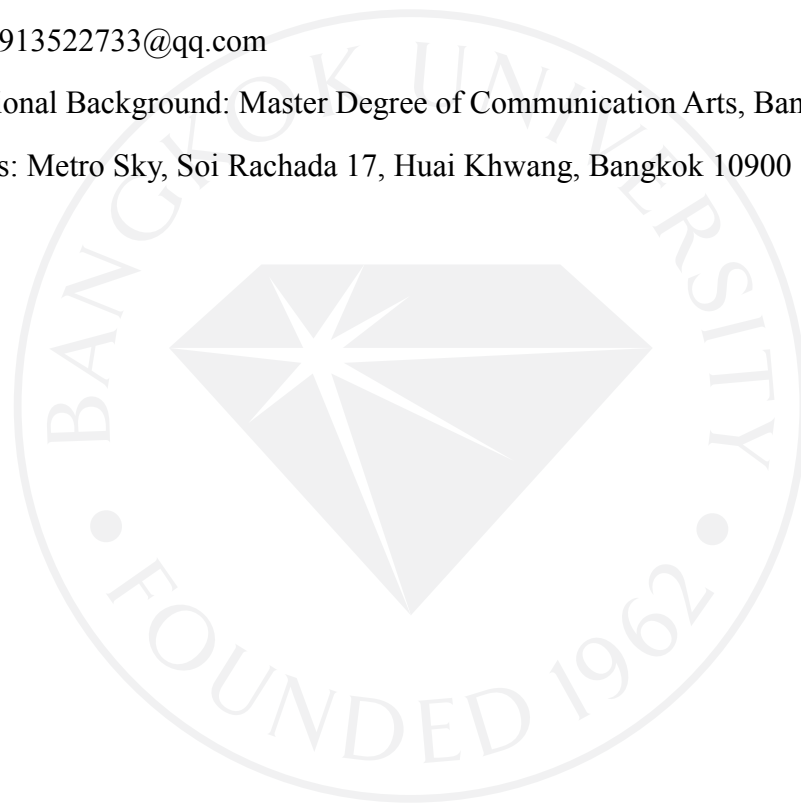 913522733@qq.com
ional Background: Master Degree of Communication Arts, Ban
s: Metro Sky, Soi Rachada 17, Huai Khwang, Bangkok 10900
BANGKOK UNIVERSITY
• FOUNDED 1962 •